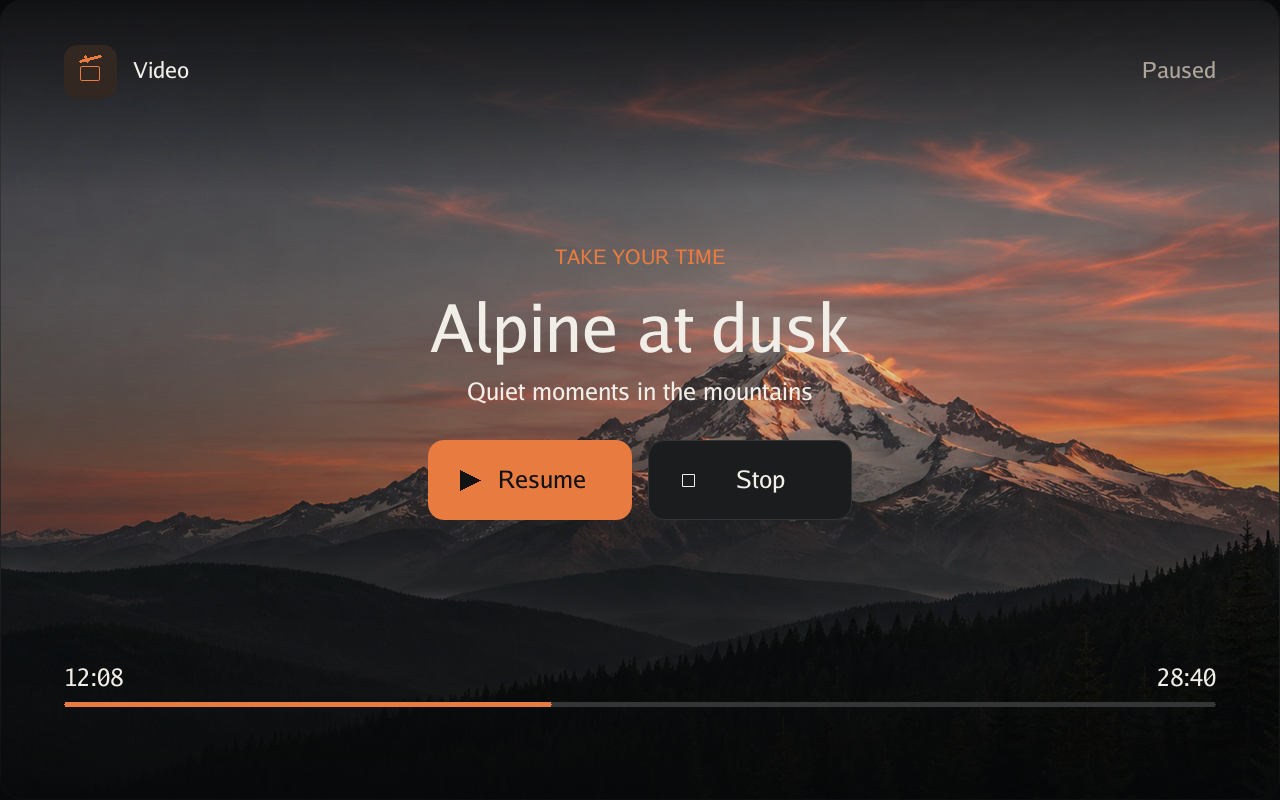 Video
Paused
TAKE YOUR TIME
Alpine at dusk
Quiet moments in the mountains
Resume
Stop
12:08
28:40